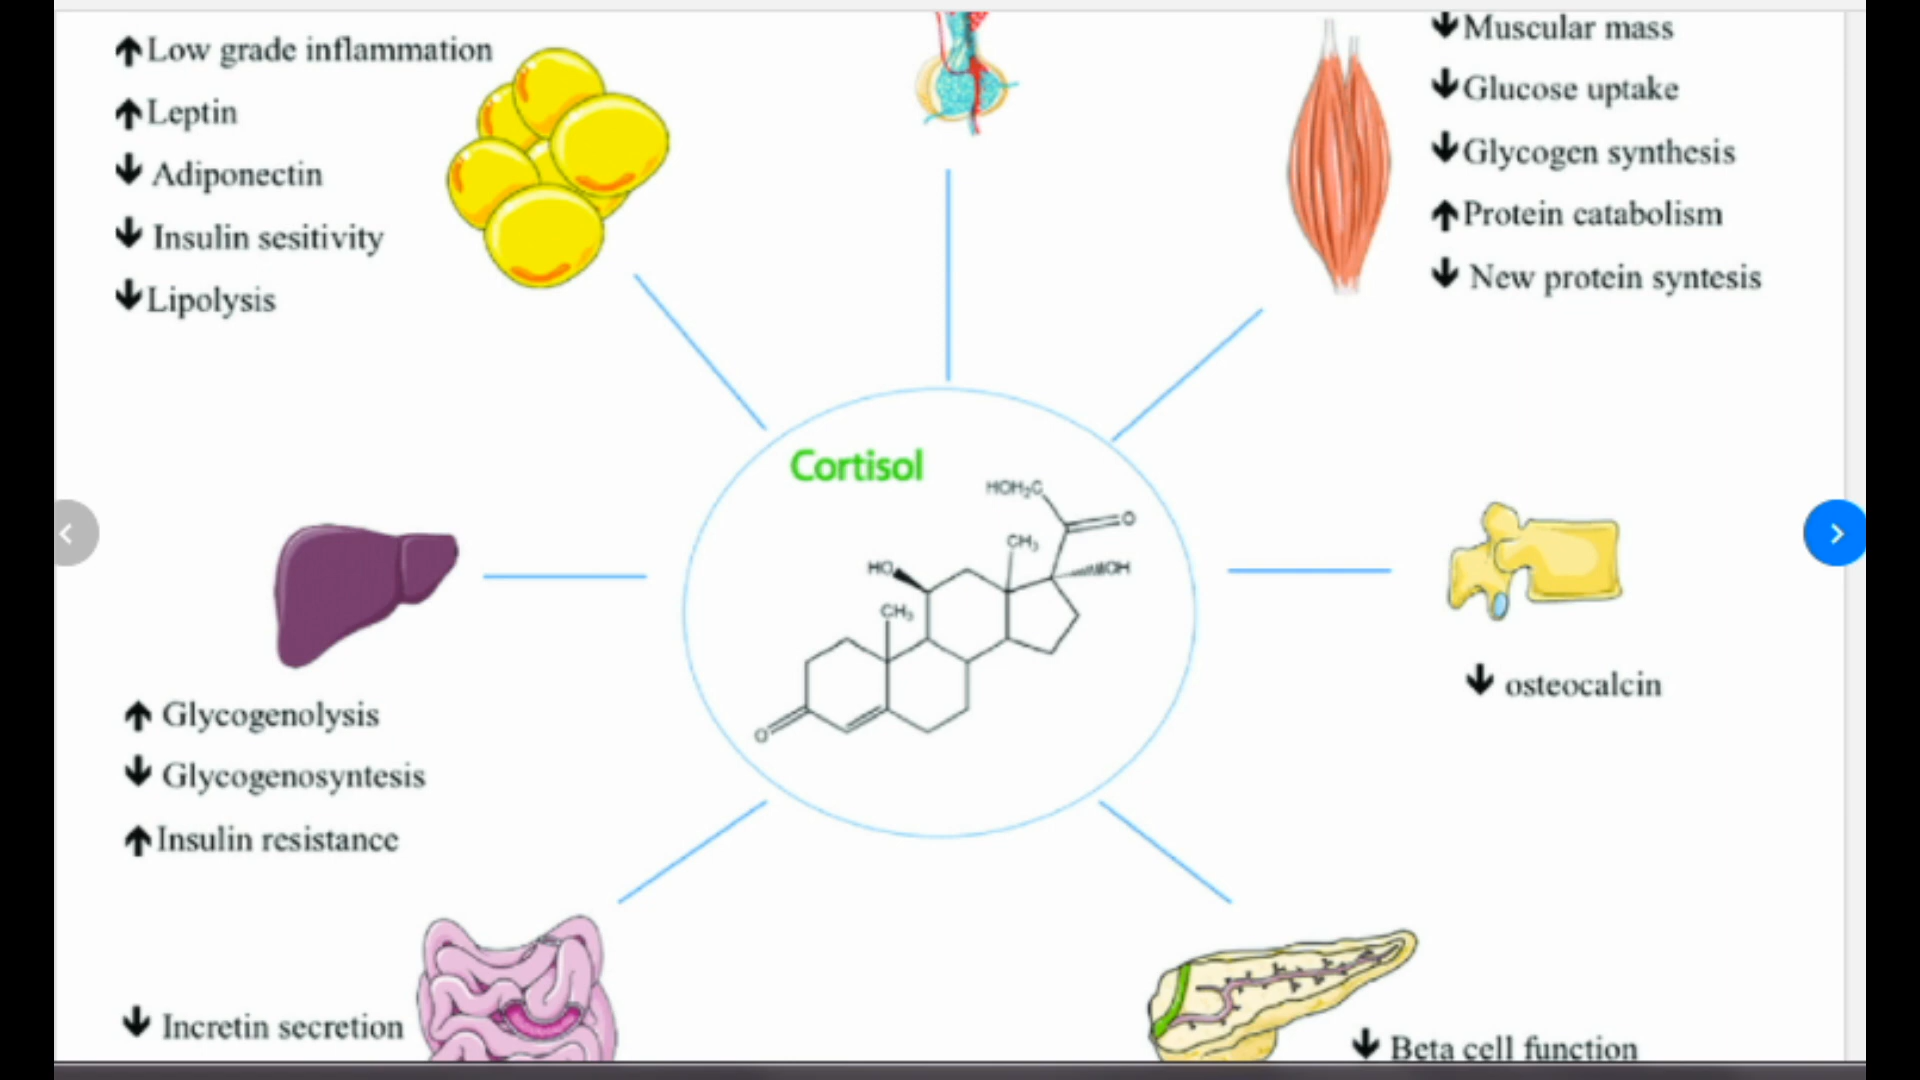 ↑ Low grade inflammation
↑ Leptin
↓ Adiponectin
↓ Insulin sesitivity
↓ Lipolysis
↓ Muscular mass
↓ Glucose uptake
↓ Glycogen synthesis
↑ Protein catabolism
↓ New protein syntesis
Cortisol
HOH₂C
O
CH₃
HO
OH
CH₃
O
↓ osteocalcin
↑ Glycogenolysis
↓ Glycogenosyntesis
↑ Insulin resistance
↓ Incretin secretion
↓ Beta cell function